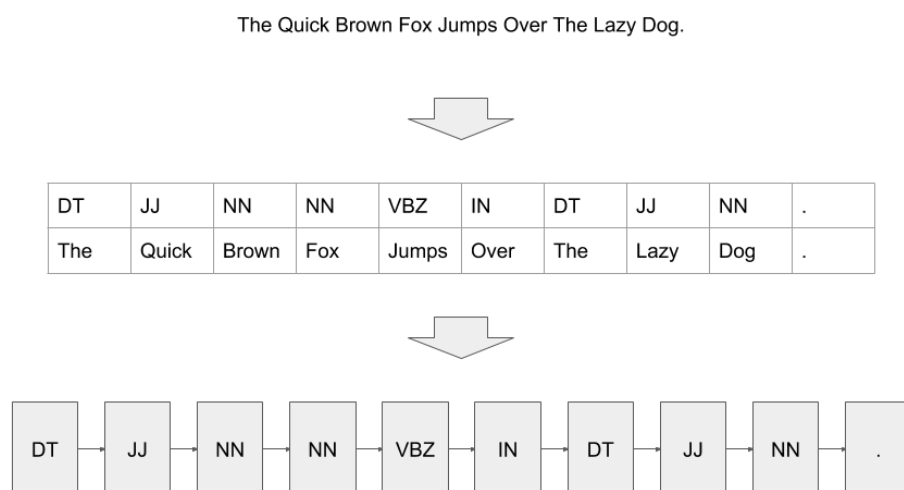 The Quick Brown Fox Jumps Over The Lazy Dog.
DT JJ NN NN VBZ IN DT JJ NN .
The Quick Brown Fox Jumps Over The Lazy Dog .
DT JJ NN NN VBZ IN DT JJ NN .